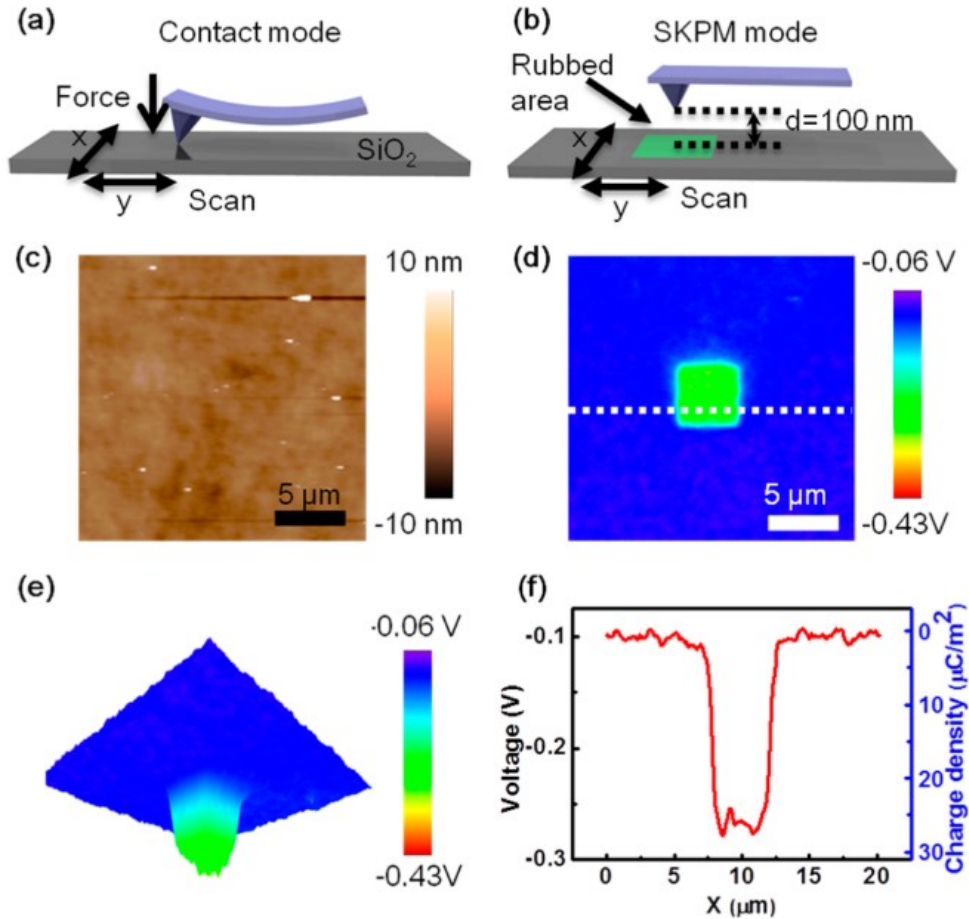 (a)
Contact mode
Force
x
SiO2
y
Scan
(b)
SKPM mode
Rubbed
area
d=100 nm
x
y
Scan
(c)
10 nm
5 µm
-10 nm
(d)
-0.06 V
5 µm
-0.43V
(e)
-0.06 V
-0.43V
(f)
-0.1
-0.2
-0.3
Voltage (V)
0
5
10
15
20
X (µm)
0
10
20
30
Charge density (µC/m2)